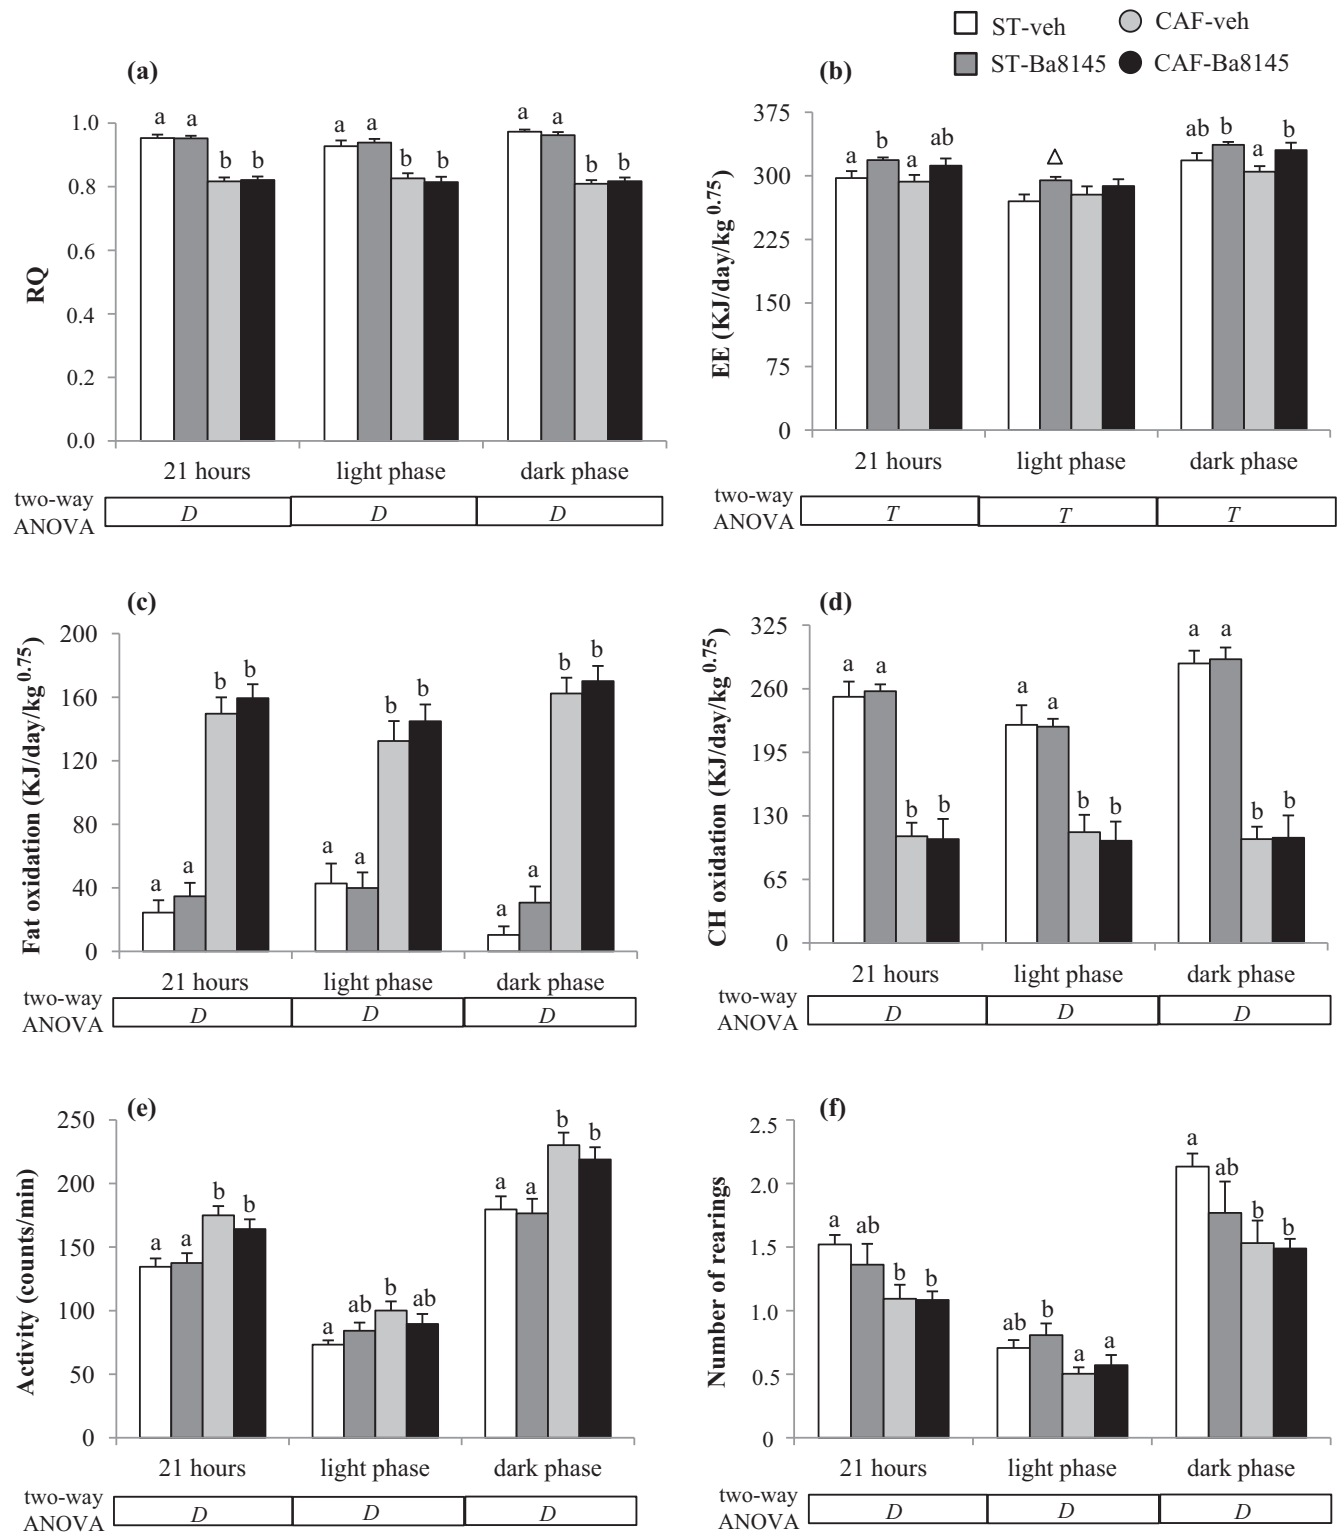 ST-veh CAF-veh
ST-Ba8145 CAF-Ba8145
(a)
RQ
1.0
0.8
0.6
0.4
0.2
0.0
a a b b a a b b a a b b
21 hours light phase dark phase
two-way ANOVA D D D
(b)
EE (KJ/day/kg^0.75)
375
300
225
150
75
0
a b a ab Δ ab b a b
21 hours light phase dark phase
two-way ANOVA T T T
(c)
Fat oxidation (KJ/day/kg^0.75)
200
160
120
80
40
0
a a b b a a b b a a b b
21 hours light phase dark phase
two-way ANOVA D D D
(d)
CH oxidation (KJ/day/kg^0.75)
325
260
195
130
65
0
a a b b a a b b a a b b
21 hours light phase dark phase
two-way ANOVA D D D
(e)
Activity (counts/min)
250
200
150
100
50
0
a a b b a ab b ab a a b b
21 hours light phase dark phase
two-way ANOVA D D D
(f)
Number of rearings
2.5
2.0
1.5
1.0
0.5
0
a ab b b ab b a a a ab b b
21 hours light phase dark phase
two-way ANOVA D D D